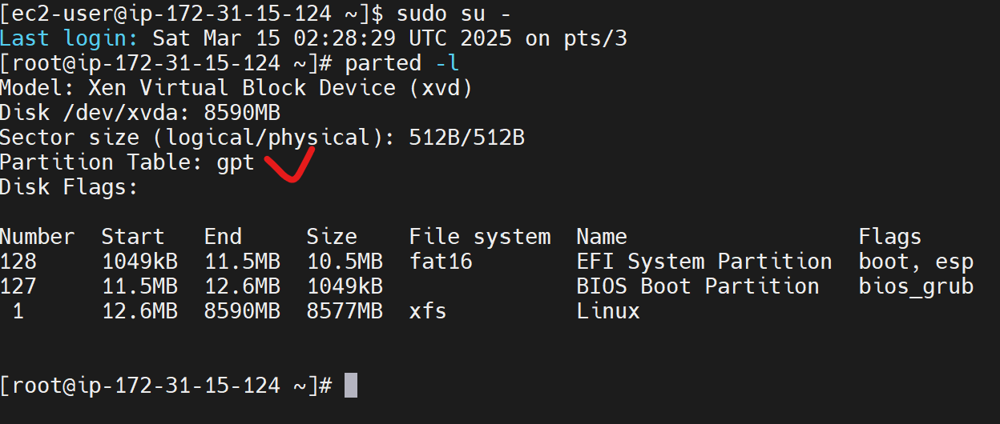 [ec2-user@ip-172-31-15-124 ~]$ sudo su -
Last login: Sat Mar 15 02:28:29 UTC 2025 on pts/3
[root@ip-172-31-15-124 ~]# parted -l
Model: Xen Virtual Block Device (xvd)
Disk /dev/xvda: 8590MB
Sector size (logical/physical): 512B/512B
Partition Table: gpt
Disk Flags:
Number  Start   End     Size    File system  Name                  Flags
128     1049kB  11.5MB  10.5MB  fat16        EFI System Partition  boot, esp
127     11.5MB  12.6MB  1049kB               BIOS Boot Partition   bios_grub
 1      12.6MB  8590MB  8577MB  xfs          Linux
[root@ip-172-31-15-124 ~]#